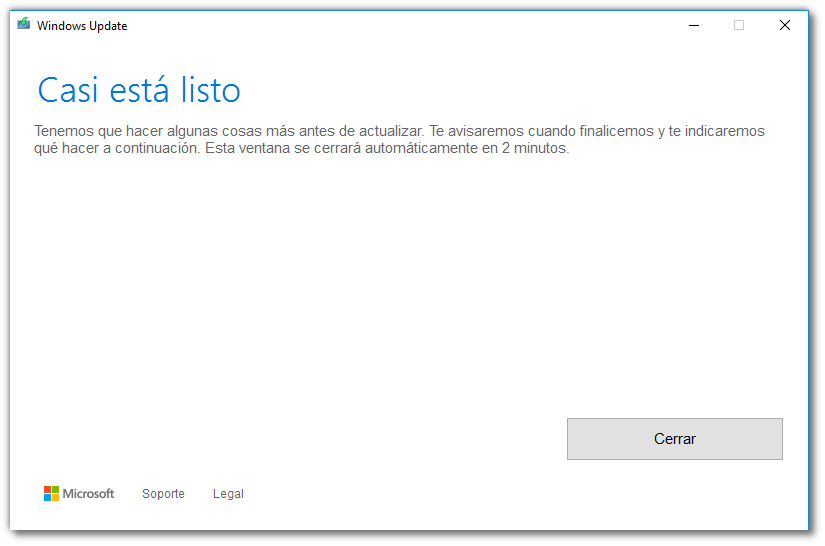 Windows Update
Casi está listo
Tenemos que hacer algunas cosas más antes de actualizar. Te avisaremos cuando finalicemos y te indicaremos
qué hacer a continuación. Esta ventana se cerrará automáticamente en 2 minutos.
Cerrar
Microsoft Soporte Legal